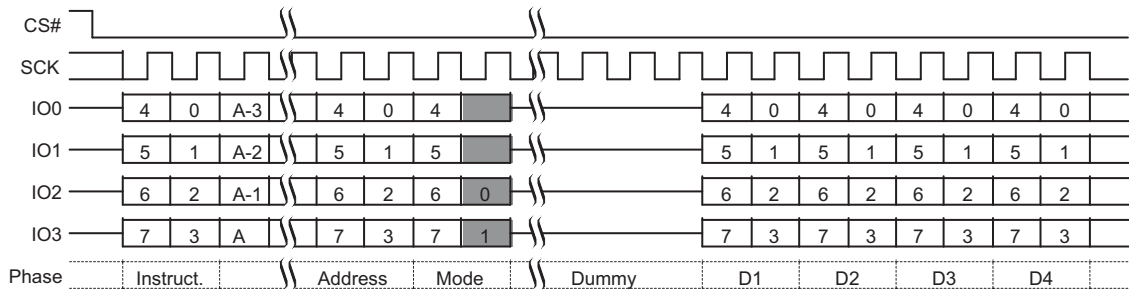 CS#
SCK
IO0 4 0 A-3 4 0 4 4 0 4 0 4 0 4 0
IO1 5 1 A-2 5 1 5 5 1 5 1 5 1 5 1
IO2 6 2 A-1 6 2 6 0 6 2 6 2 6 2 6 2
IO3 7 3 A 7 3 7 1 7 3 7 3 7 3 7 3
Phase Instruct. Address Mode Dummy D1 D2 D3 D4